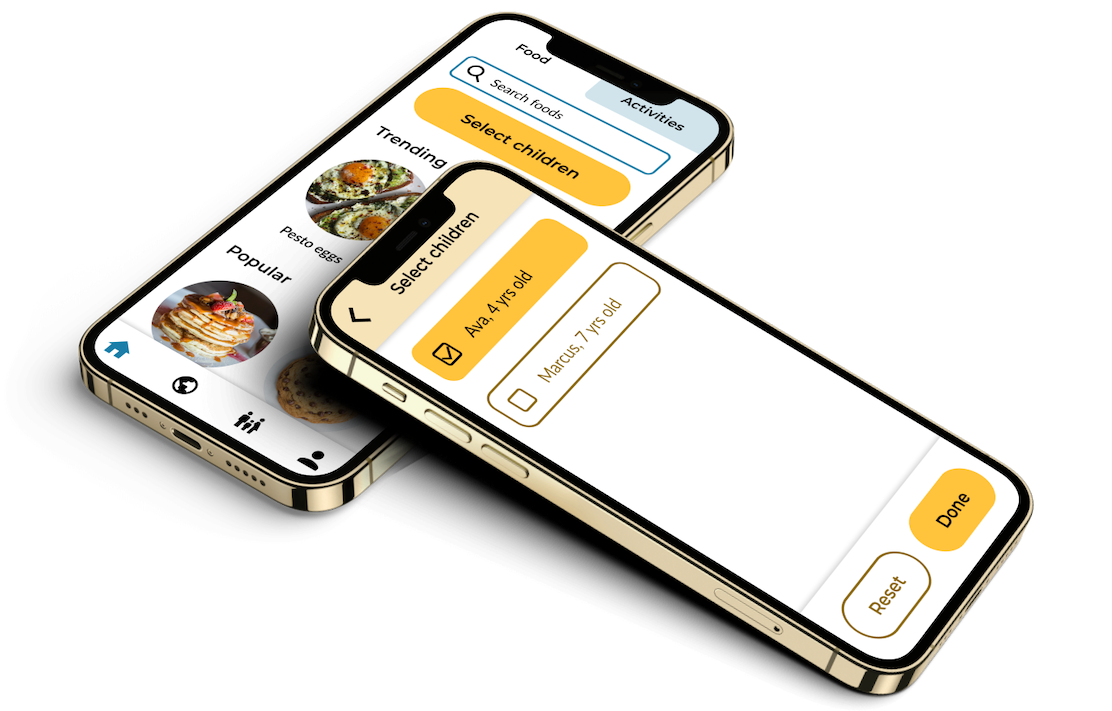 Food
Activities
Search foods
Select children
Trending
Pesto eggs
Popular
Select children
Ava, 4 yrs old
Marcus, 7 yrs old
Done
Reset